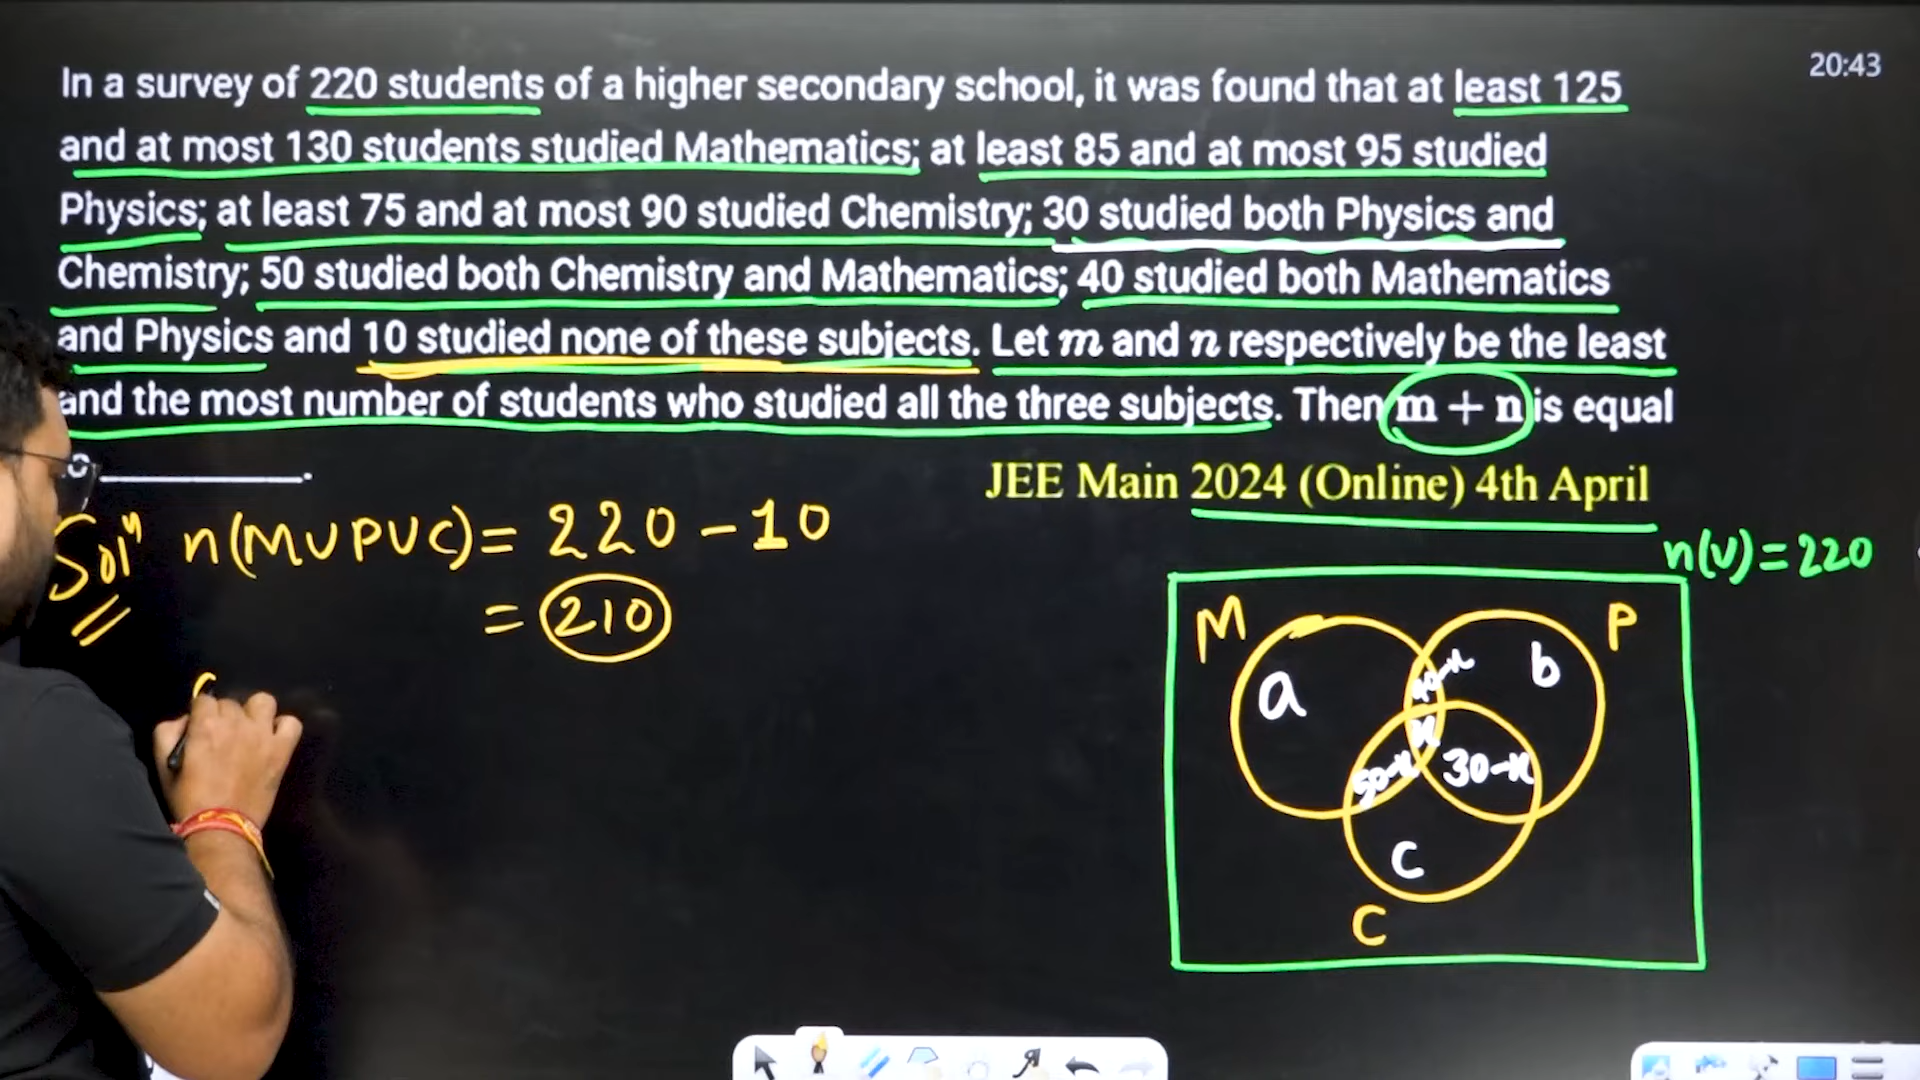 20:43
In a survey of 220 students of a higher secondary school, it was found that at least 125
and at most 130 students studied Mathematics; at least 85 and at most 95 studied
Physics; at least 75 and at most 90 studied Chemistry; 30 studied both Physics and
Chemistry; 50 studied both Chemistry and Mathematics; 40 studied both Mathematics
and Physics and 10 studied none of these subjects. Let m and n respectively be the least
and the most number of students who studied all the three subjects. Then m + n is equal
JEE Main 2024 (Online) 4th April
Solⁿ n(MUPUC) = 220 - 10
= 210
n(U) = 220
M P
a b
40-x
x
50-x 30-x
C
C